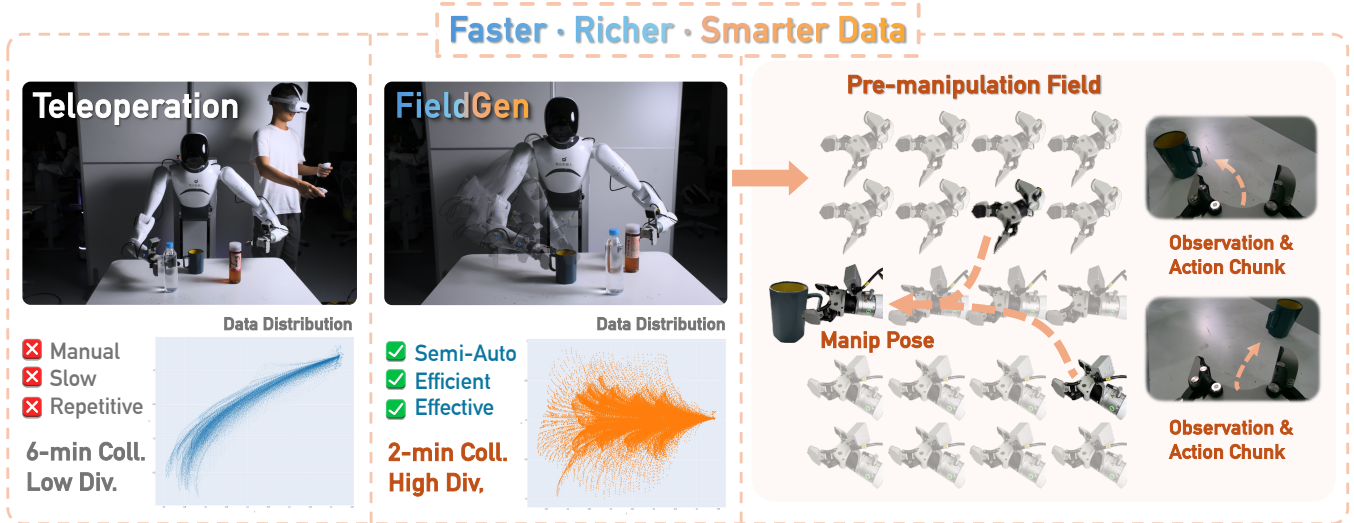 Faster · Richer · Smarter Data
Teleoperation
Data Distribution
Manual
Slow
Repetitive
6-min Coll.
Low Div.
FieldGen
Data Distribution
Semi-Auto
Efficient
Effective
2-min Coll.
High Div,
Pre-manipulation Field
Manip Pose
Observation &
Action Chunk
Observation &
Action Chunk